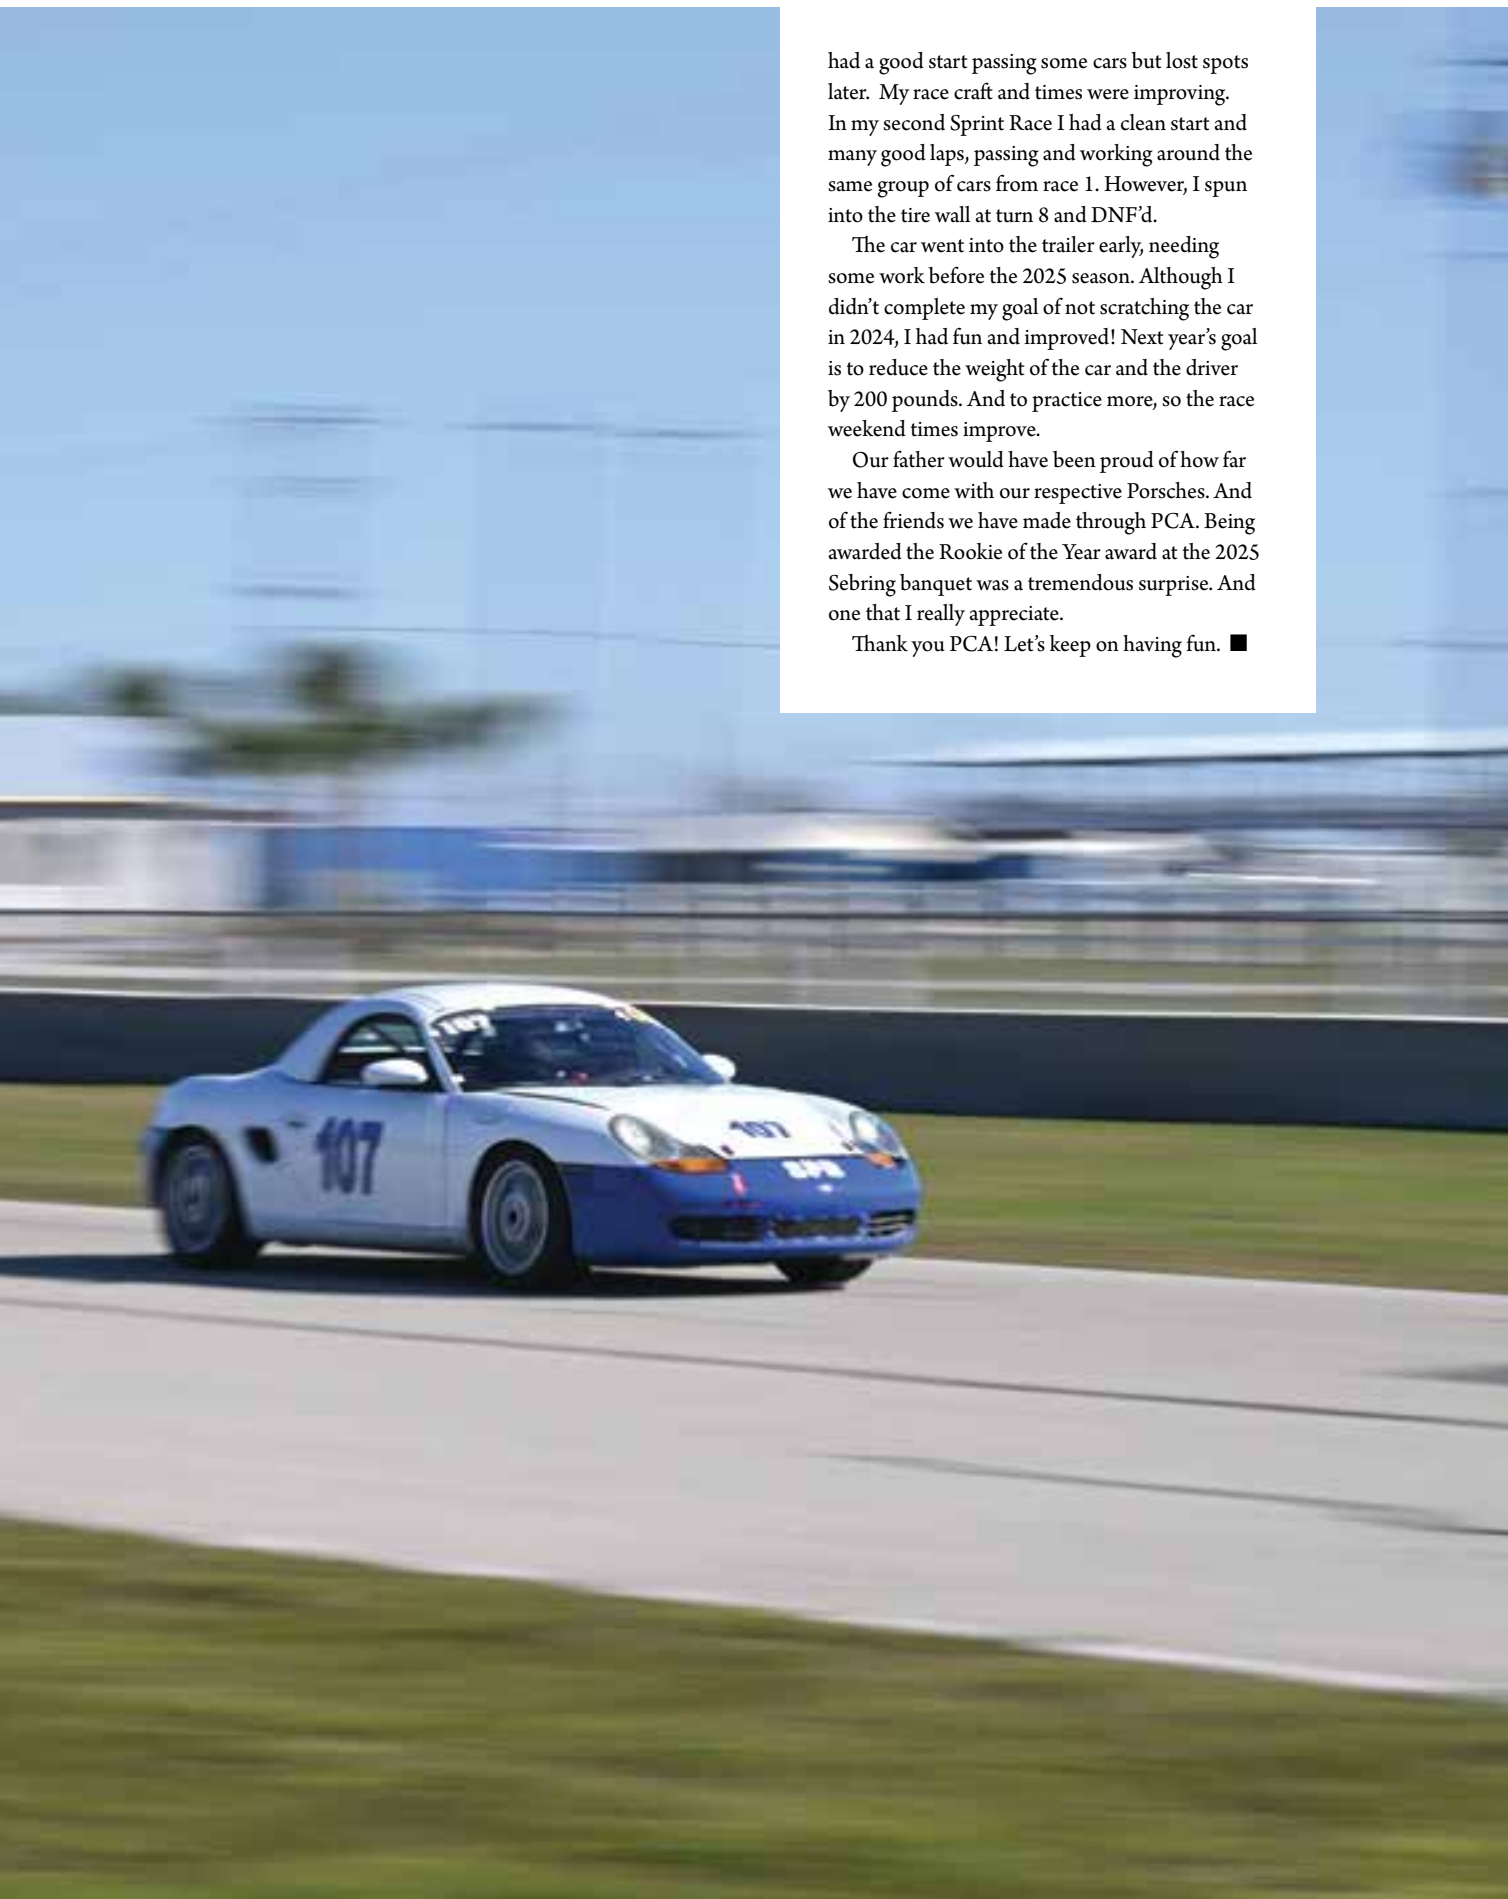 had a good start passing some cars but lost spots
later.  My race craft and times were improving.
In my second Sprint Race I had a clean start and
many good laps, passing and working around the
same group of cars from race 1. However, I spun
into the tire wall at turn 8 and DNF’d.
The car went into the trailer early, needing
some work before the 2025 season. Although I
didn’t complete my goal of not scratching the car
in 2024, I had fun and improved! Next year’s goal
is to reduce the weight of the car and the driver
by 200 pounds. And to practice more, so the race
weekend times improve.
Our father would have been proud of how far
we have come with our respective Porsches. And
of the friends we have made through PCA. Being
awarded the Rookie of the Year award at the 2025
Sebring banquet was a tremendous surprise. And
one that I really appreciate.
Thank you PCA! Let’s keep on having fun. ■
107
107
107